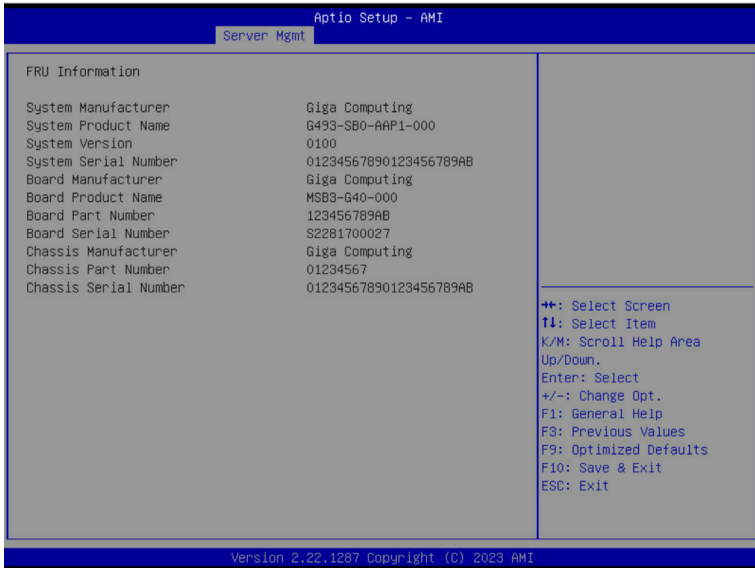 Aptio Setup – AMI
Server Mgmt
FRU Information
System Manufacturer Giga Computing
System Product Name G493-SB0-AAP1-000
System Version 0100
System Serial Number 01234567890123456789AB
Board Manufacturer Giga Computing
Board Product Name MSB3-G40-000
Board Part Number 123456789AB
Board Serial Number S2281700027
Chassis Manufacturer Giga Computing
Chassis Part Number 01234567
Chassis Serial Number 01234567890123456789AB
→←: Select Screen
↑↓: Select Item
K/M: Scroll Help Area
Up/Down.
Enter: Select
+/-: Change Opt.
F1: General Help
F3: Previous Values
F9: Optimized Defaults
F10: Save & Exit
ESC: Exit
Version 2.22.1287 Copyright (C) 2023 AMI